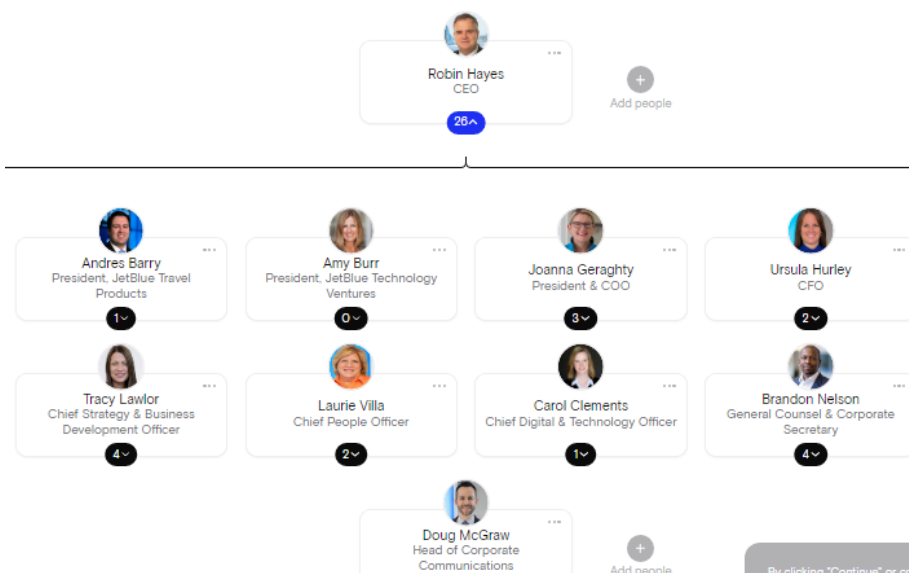 Robin Hayes
CEO
Add people
26
Andres Barry
President, JetBlue Travel
Products
1
Amy Burr
President, JetBlue Technology
Ventures
0
Joanna Geraghty
President & COO
3
Ursula Hurley
CFO
2
Tracy Lawlor
Chief Strategy & Business
Development Officer
4
Laurie Villa
Chief People Officer
2
Carol Clements
Chief Digital & Technology Officer
1
Brandon Nelson
General Counsel & Corporate
Secretary
4
Doug McGraw
Head of Corporate
Communications
Add people
By clicking "Continue" or